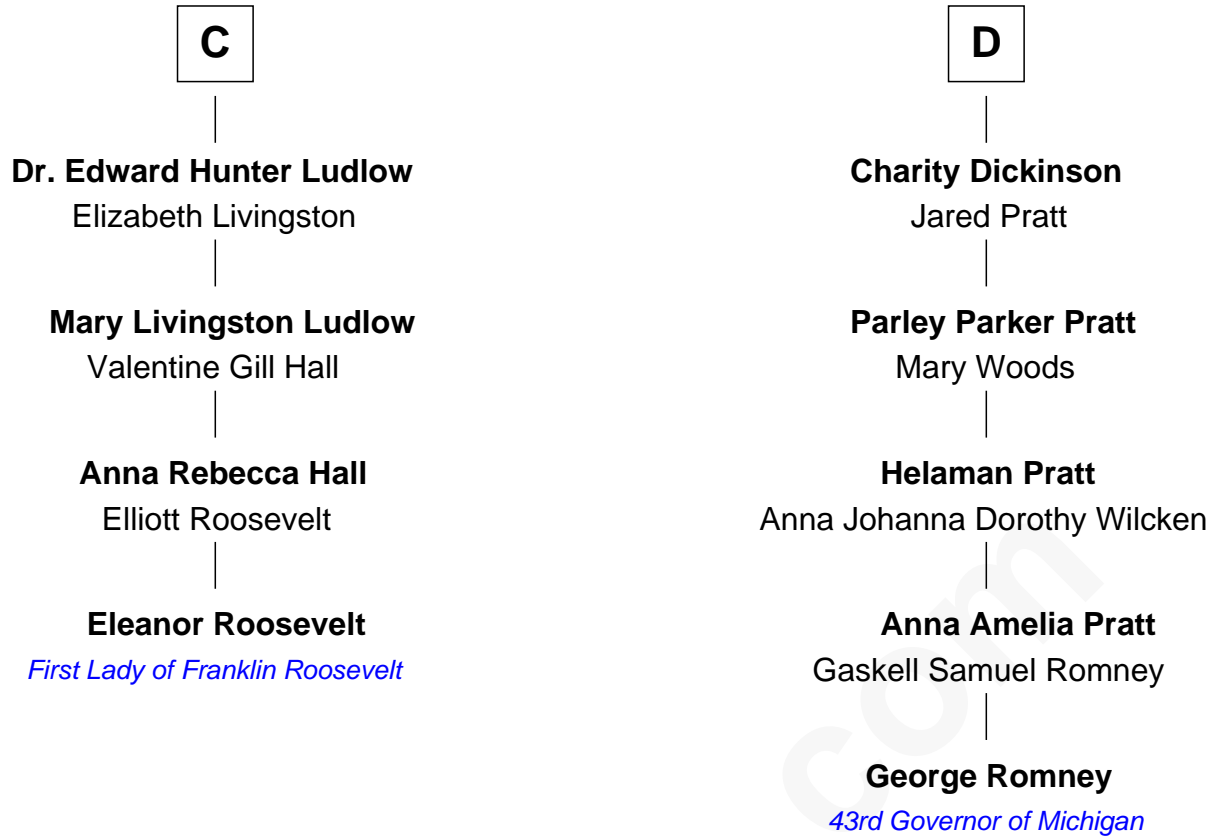 C
Dr. Edward Hunter Ludlow
Elizabeth Livingston
Mary Livingston Ludlow
Valentine Gill Hall
Anna Rebecca Hall
Elliott Roosevelt
Eleanor Roosevelt
First Lady of Franklin Roosevelt
D
Charity Dickinson
Jared Pratt
Parley Parker Pratt
Mary Woods
Helaman Pratt
Anna Johanna Dorothy Wilcken
Anna Amelia Pratt
Gaskell Samuel Romney
George Romney
43rd Governor of Michigan
com